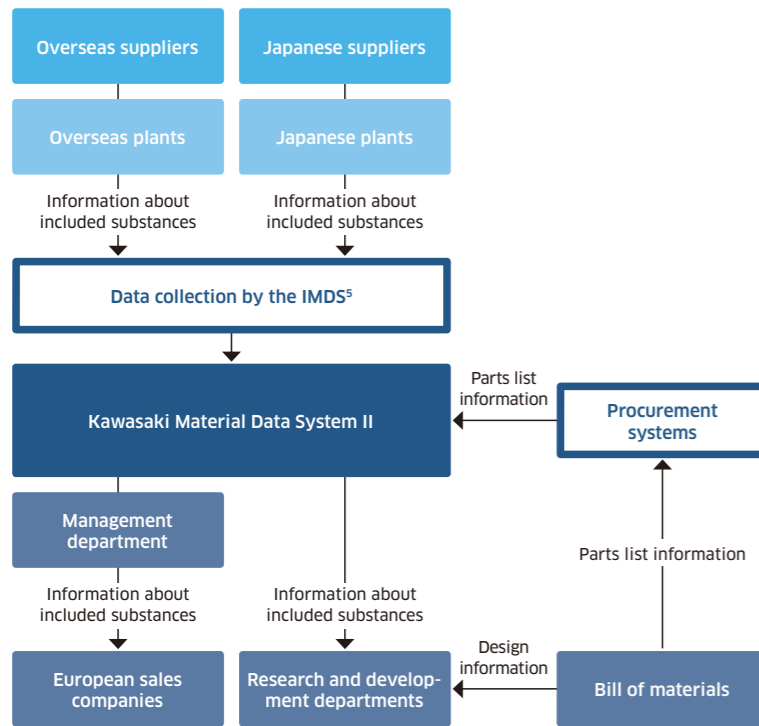 Overseas suppliers
Japanese suppliers
Overseas plants
Japanese plants
Information about
included substances
Information about
included substances
Data collection by the IMDS⁵
Kawasaki Material Data System II
Parts list
information
Procurement
systems
Management
department
Parts list information
Information about
included substances
Information about
included substances
European sales
companies
Research and develop-
ment departments
Design
information
Bill of materials